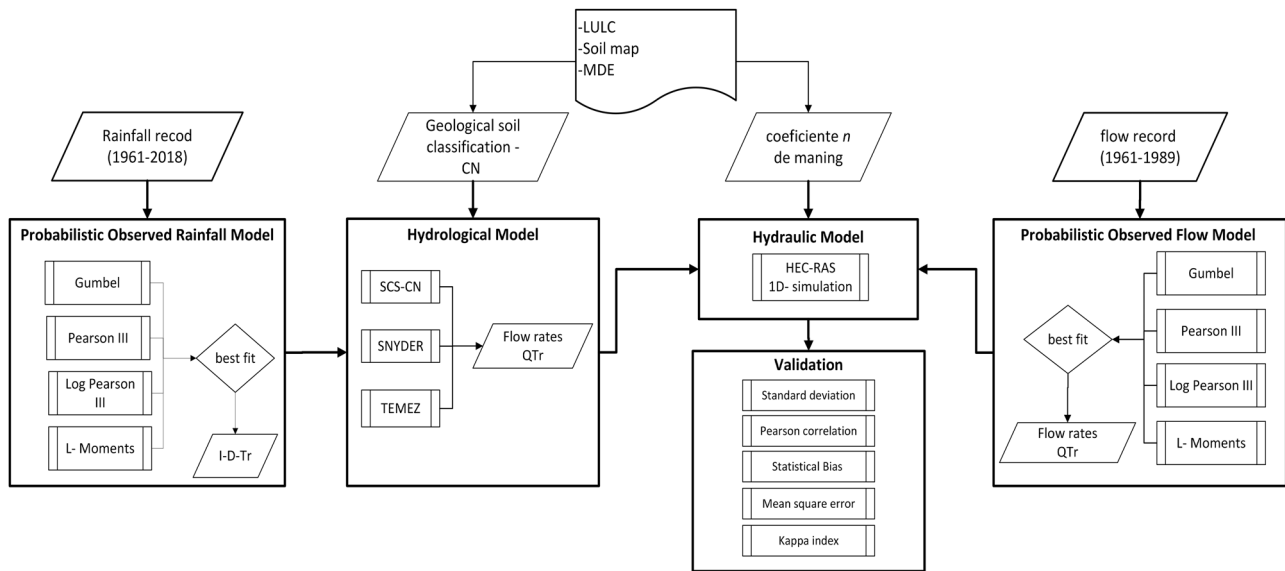 -LULC
-Soil map
-MDE
Rainfall recod
(1961-2018)
Geological soil
classification -
CN
coeficiente n
de maning
flow record
(1961-1989)
Probabilistic Observed Rainfall Model
Gumbel
Pearson III
Log Pearson
III
L- Moments
best fit
I-D-Tr
Hydrological Model
SCS-CN
SNYDER
TEMEZ
Flow rates
QTr
Hydraulic Model
HEC-RAS
1D- simulation
Validation
Standard deviation
Pearson correlation
Statistical Bias
Mean square error
Kappa index
Probabilistic Observed Flow Model
Gumbel
Pearson III
Log Pearson III
L- Moments
best fit
Flow rates
QTr